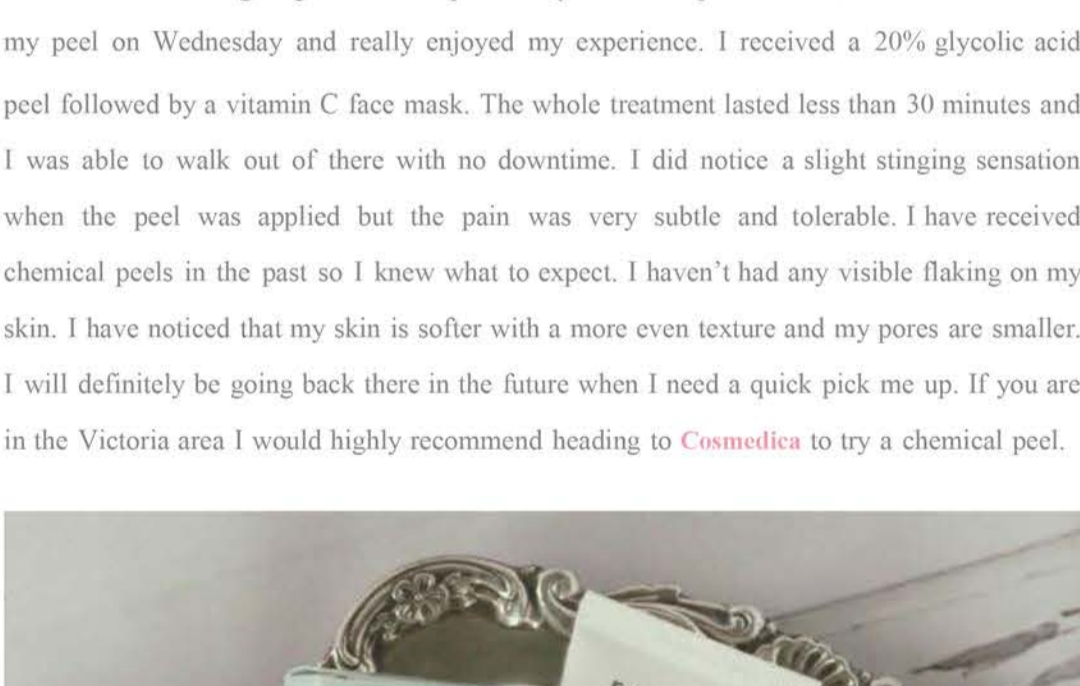 my peel on Wednesday and really enjoyed my experience. I received a 20% glycolic acid
peel followed by a vitamin C face mask. The whole treatment lasted less than 30 minutes and
I was able to walk out of there with no downtime. I did notice a slight stinging sensation
when the peel was applied but the pain was very subtle and tolerable. I have received
chemical peels in the past so I knew what to expect. I haven’t had any visible flaking on my
skin. I have noticed that my skin is softer with a more even texture and my pores are smaller.
I will definitely be going back there in the future when I need a quick pick me up. If you are
in the Victoria area I would highly recommend heading to Cosmedica to try a chemical peel.